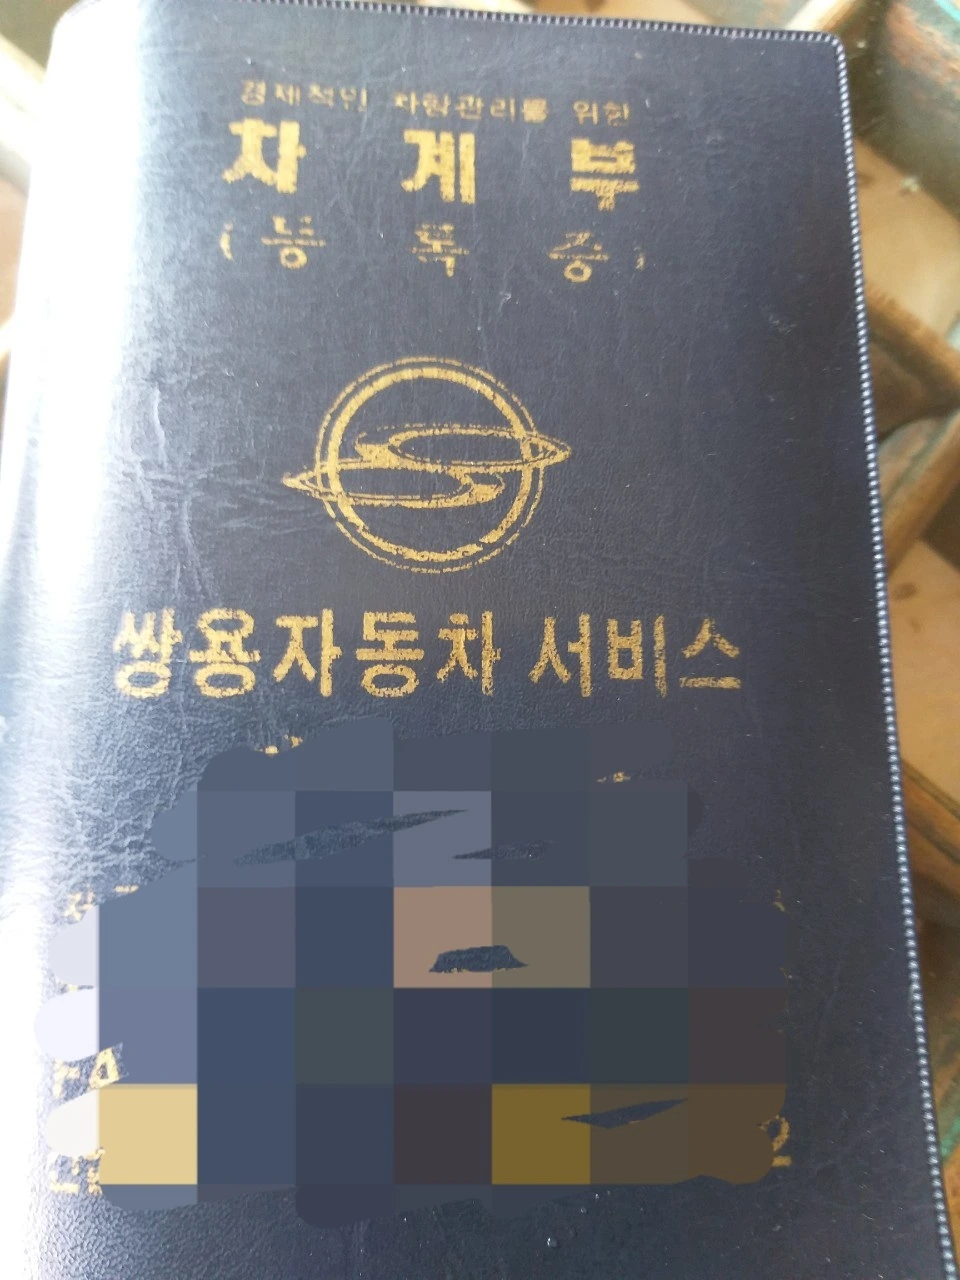 경제적인 차량관리를 위한
차 계 부
( 등 록 증 )
쌍용자동차 서비스